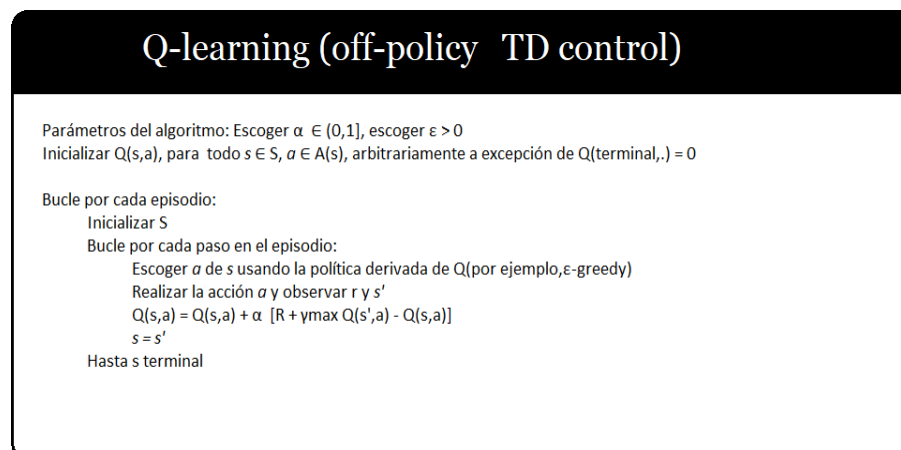 Q-learning (off-policy TD control)
Parámetros del algoritmo: Escoger α ∈ (0,1], escoger ε > 0
Inicializar Q(s,a), para todo s ∈ S, a ∈ A(s), arbitrariamente a excepción de Q(terminal,.) = 0
Bucle por cada episodio:
Inicializar S
Bucle por cada paso en el episodio:
Escoger a de s usando la política derivada de Q(por ejemplo,ε-greedy)
Realizar la acción a y observar r y s'
Q(s,a) = Q(s,a) + α [R + γmax Q(s',a) - Q(s,a)]
s = s'
Hasta s terminal